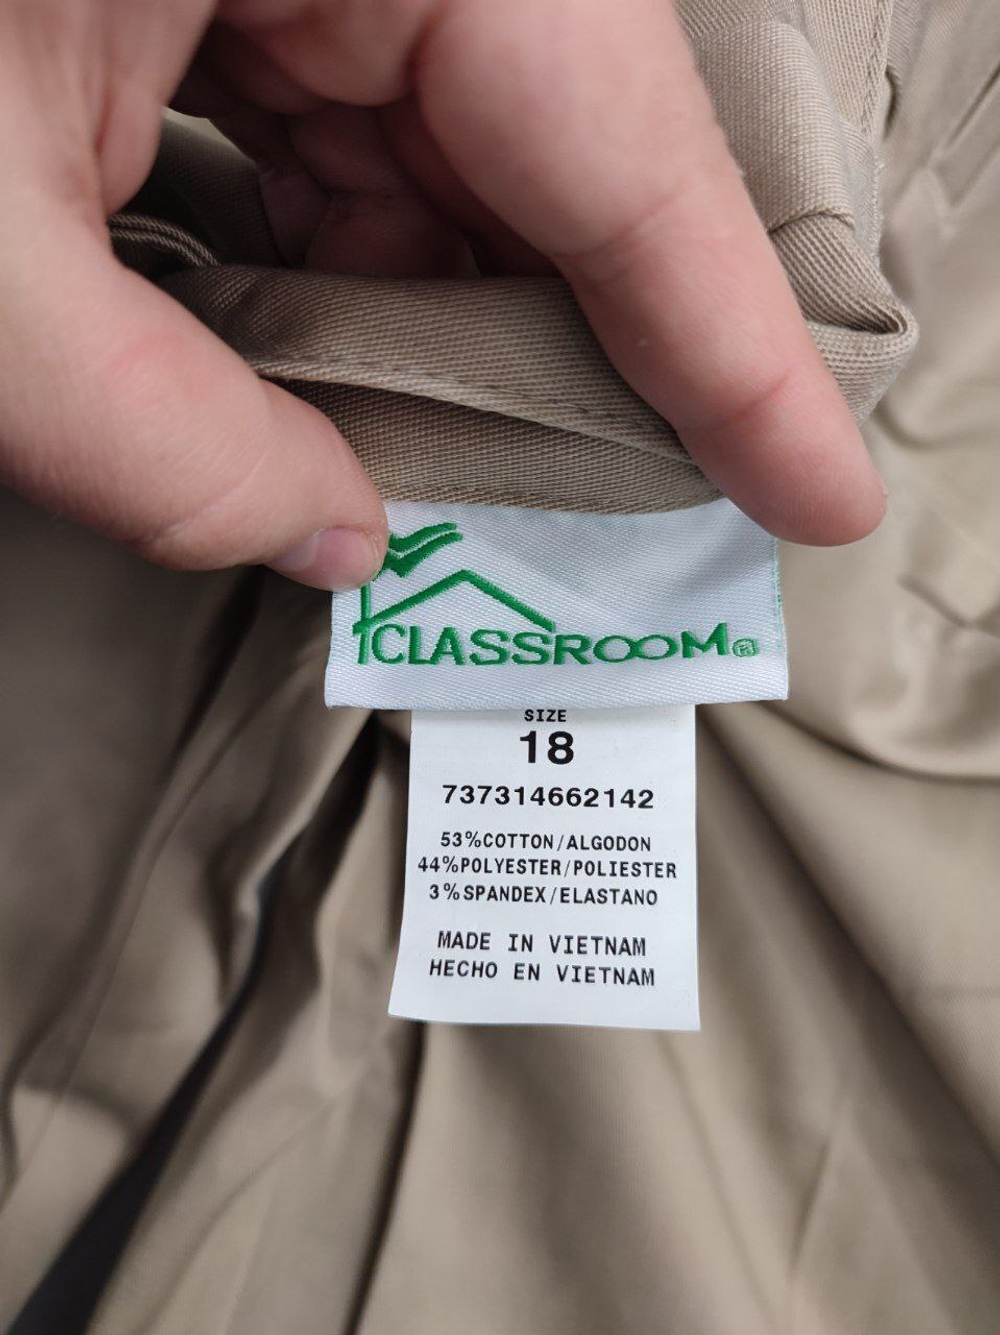 CLASSROOM®
SIZE
18
737314662142
53%COTTON/ALGODON
44%POLYESTER/POLIESTER
3%SPANDEX/ELASTANO
MADE IN VIETNAM
HECHO EN VIETNAM